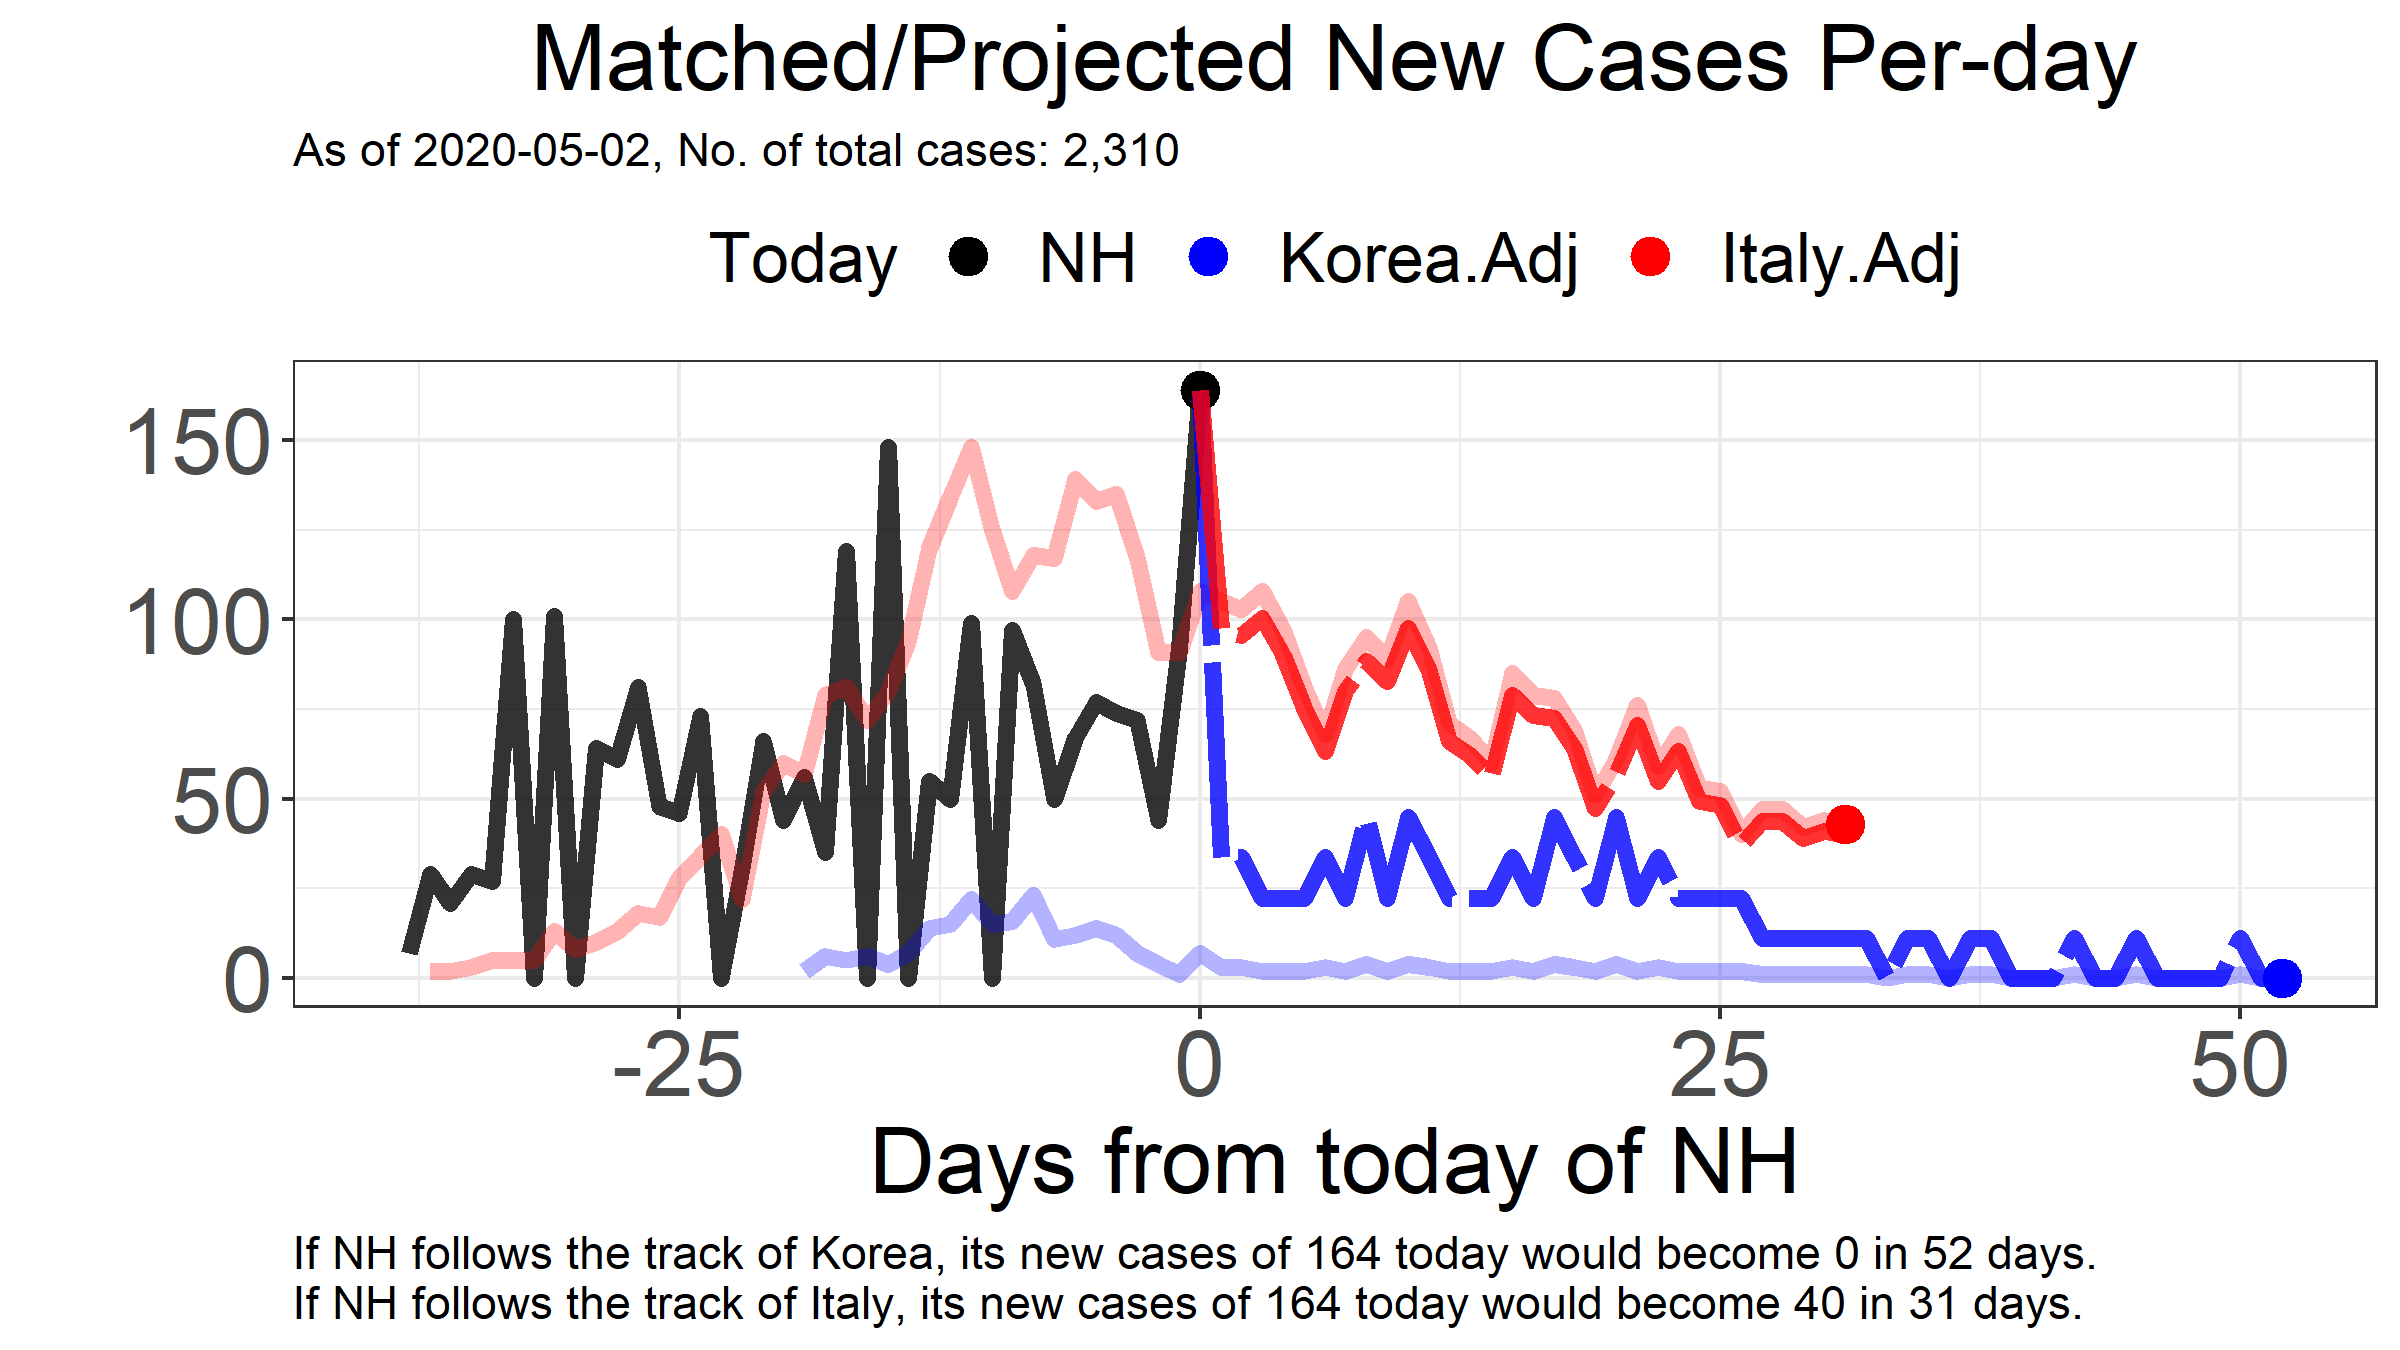 Matched/Projected New Cases Per-day
As of 2020-05-02, No. of total cases: 2,310
Today NH Korea.Adj Italy.Adj
150
100
50
0
-25 0 25 50
Days from today of NH
If NH follows the track of Korea, its new cases of 164 today would become 0 in 52 days.
If NH follows the track of Italy, its new cases of 164 today would become 40 in 31 days.